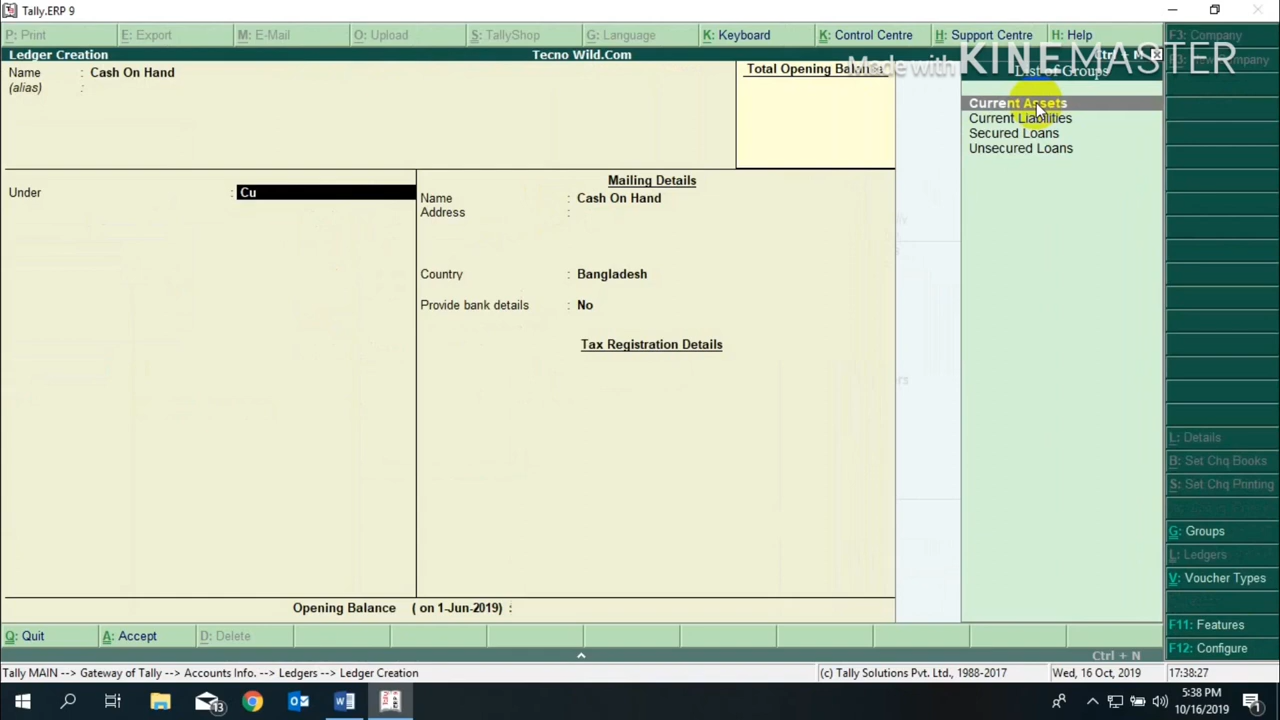 Tally.ERP 9
P: Print E: Export M: E-Mail O: Upload S: TallyShop G: Language K: Keyboard K: Control Centre H: Support Centre H: Help F3: Company
Ledger Creation Tecno Wild.Com Ctrl + N
Made with KINEMASTER
Name : Cash On Hand Total Opening Balance List of Groups
(alias) :
Current Assets
Current Liabilities
Secured Loans
Unsecured Loans
Mailing Details
Under : Cu
Name : Cash On Hand
Address :
Country : Bangladesh
Provide bank details : No
Tax Registration Details
L: Details
B: Set Chq Books
S: Set Chq Printing
G: Groups
L: Ledgers
V: Voucher Types
Opening Balance ( on 1-Jun-2019) :
F11: Features
Q: Quit A: Accept D: Delete
F12: Configure
Ctrl + N
Tally MAIN --> Gateway of Tally --> Accounts Info. --> Ledgers --> Ledger Creation (c) Tally Solutions Pvt. Ltd., 1988-2017 Wed, 16 Oct, 2019 17:38:27
13
5:38 PM
10/16/2019
1